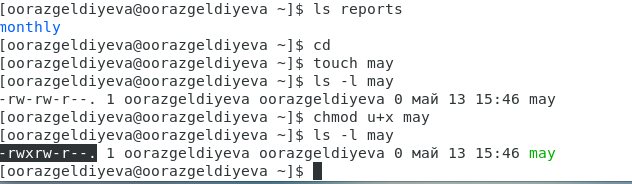 [oorazgeldiyeva@oorazgeldiyeva ~]$ ls reports
monthly
[oorazgeldiyeva@oorazgeldiyeva ~]$ cd
[oorazgeldiyeva@oorazgeldiyeva ~]$ touch may
[oorazgeldiyeva@oorazgeldiyeva ~]$ ls -l may
-rw-rw-r--. 1 oorazgeldiyeva oorazgeldiyeva 0 май 13 15:46 may
[oorazgeldiyeva@oorazgeldiyeva ~]$ chmod u+x may
[oorazgeldiyeva@oorazgeldiyeva ~]$ ls -l may
-rwxrw-r--. 1 oorazgeldiyeva oorazgeldiyeva 0 май 13 15:46 may
[oorazgeldiyeva@oorazgeldiyeva ~]$